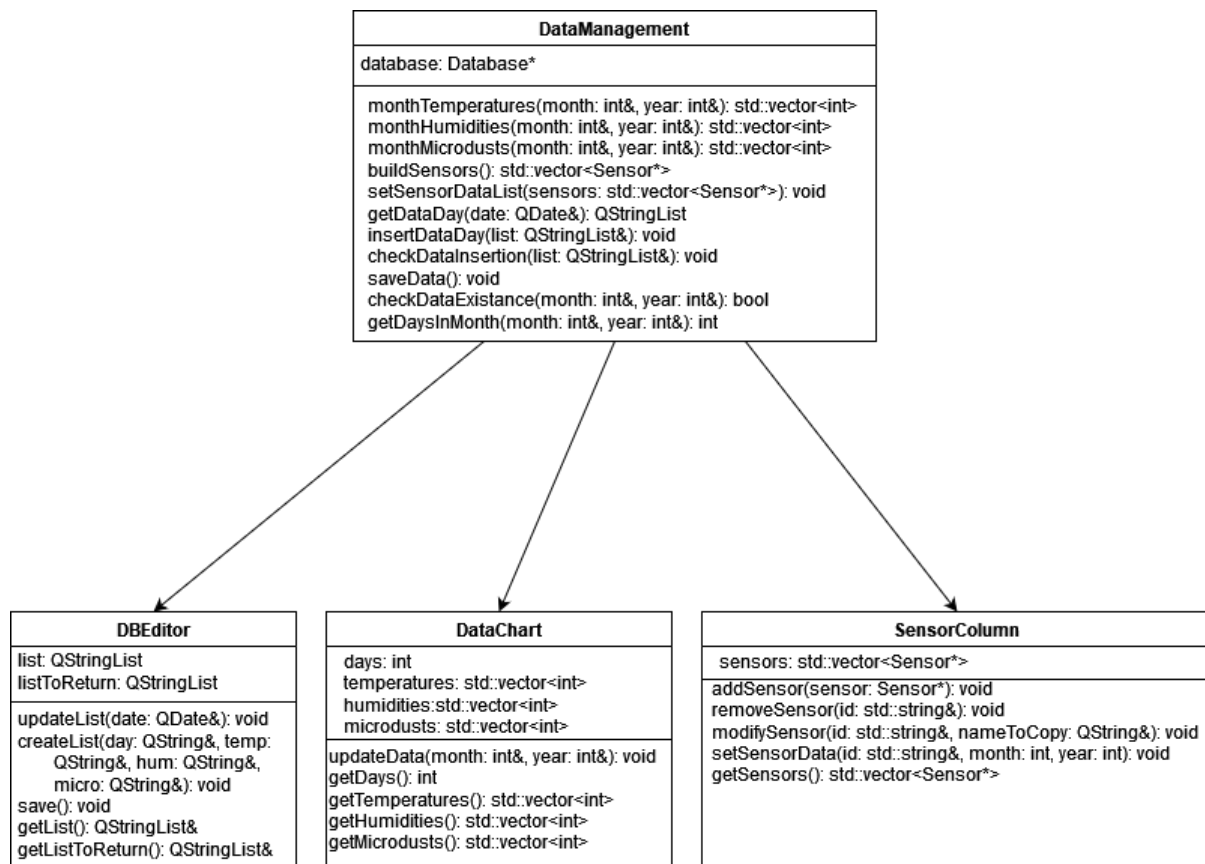 DataManagement
database: Database*
monthTemperatures(month: int&, year: int&): std::vector<int>
monthHumidities(month: int&, year: int&): std::vector<int>
monthMicrodusts(month: int&, year: int&): std::vector<int>
buildSensors(): std::vector<Sensor*>
setSensorDataList(sensors: std::vector<Sensor*>): void
getDataDay(date: QDate&): QStringList
insertDataDay(list: QStringList&): void
checkDataInsertion(list: QStringList&): void
saveData(): void
checkDataExistance(month: int&, year: int&): bool
getDaysInMonth(month: int&, year: int&): int
DBEditor
list: QStringList
listToReturn: QStringList
updateList(date: QDate&): void
createList(day: QString&, temp:
QString&, hum: QString&,
micro: QString&): void
save(): void
getList(): QStringList&
getListToReturn(): QStringList&
DataChart
days: int
temperatures: std::vector<int>
humidities:std::vector<int>
microdusts: std::vector<int>
updateData(month: int&, year: int&): void
getDays(): int
getTemperatures(): std::vector<int>
getHumidities(): std::vector<int>
getMicrodusts(): std::vector<int>
SensorColumn
sensors: std::vector<Sensor*>
addSensor(sensor: Sensor*): void
removeSensor(id: std::string&): void
modifySensor(id: std::string&, nameToCopy: QString&): void
setSensorData(id: std::string&, month: int, year: int): void
getSensors(): std::vector<Sensor*>